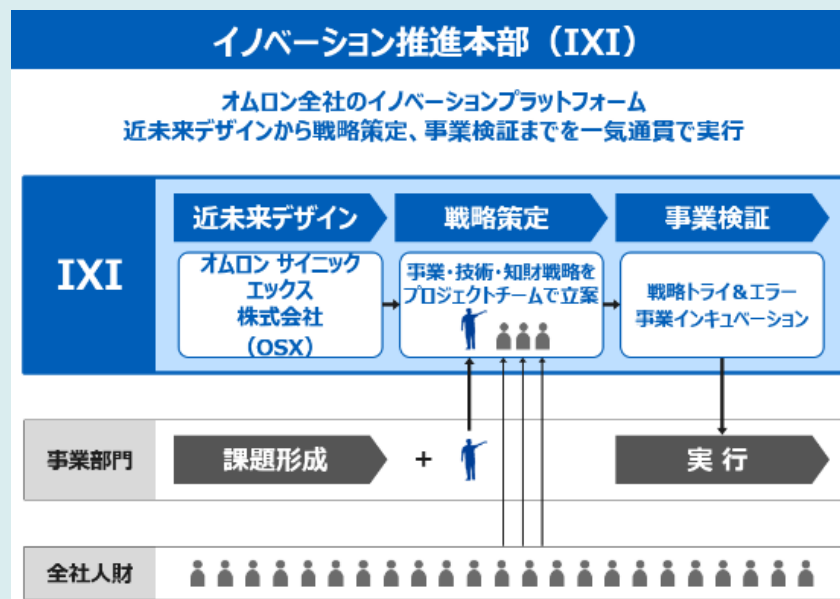 イノベーション推進本部（IXI）
オムロン全社のイノベーションプラットフォーム
近未来デザインから戦略策定、事業検証までを一気通貫で実行
IXI
近未来デザイン
戦略策定
事業検証
オムロン サイニック
エックス
株式会社
（OSX）
事業・技術・知財戦略を
プロジェクトチームで立案
戦略トライ＆エラー
事業インキュベーション
事業部門
課題形成
+
実 行
全社人財